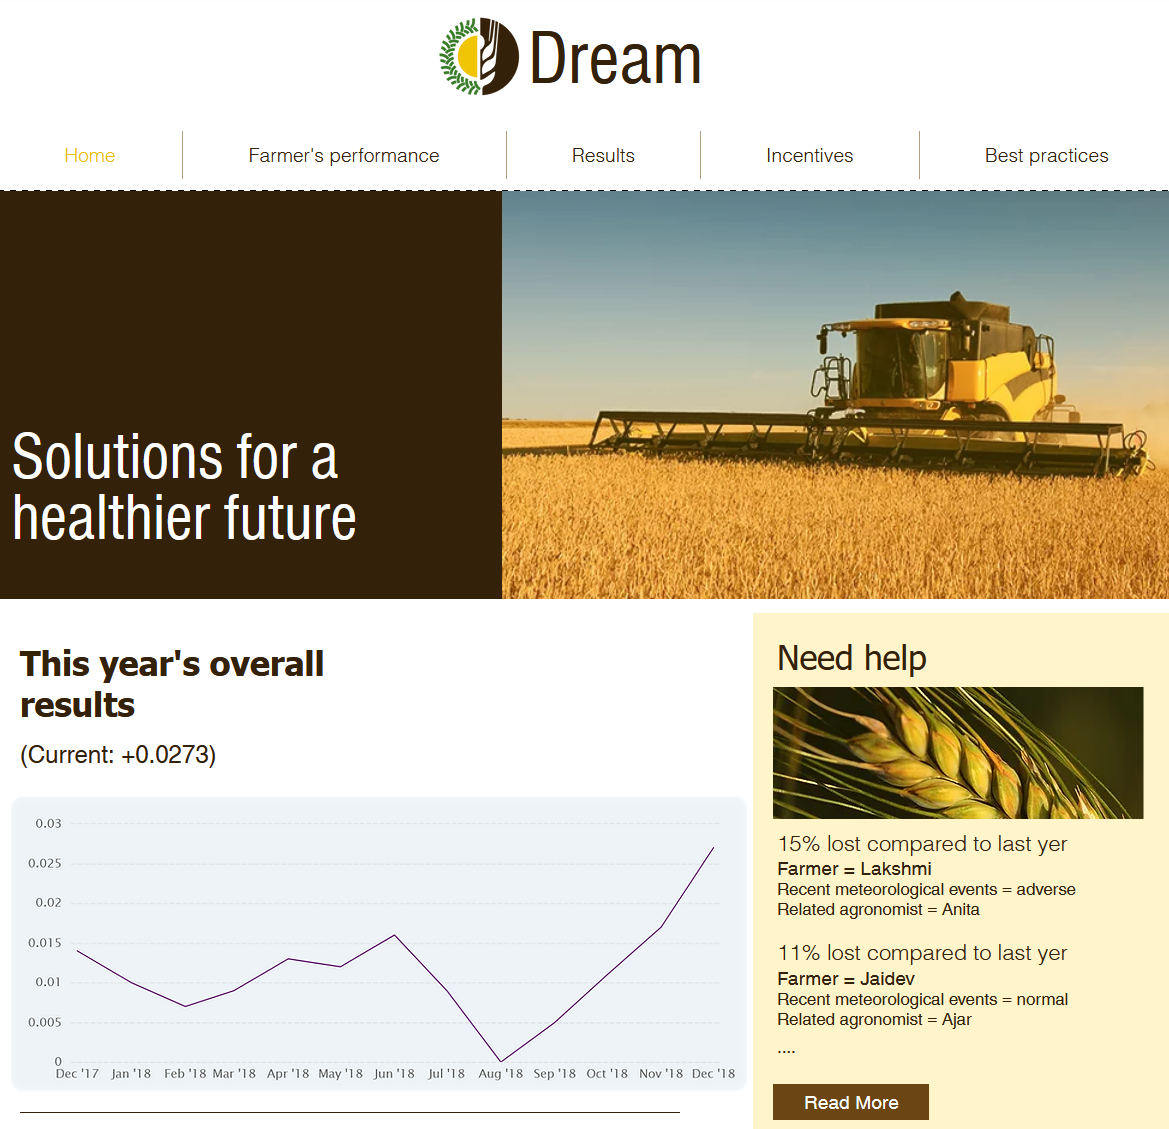 Dream
Home
Farmer's performance
Results
Incentives
Best practices
Solutions for a
healthier future
This year's overall
results
(Current: +0.0273)
0.03
0.025
0.02
0.015
0.01
0.005
0
Dec '17 Jan '18 Feb '18 Mar '18 Apr '18 May '18 Jun '18 Jul '18 Aug '18 Sep '18 Oct '18 Nov '18 Dec '18
Need help
15% lost compared to last yer
Farmer = Lakshmi
Recent meteorological events = adverse
Related agronomist = Anita
11% lost compared to last yer
Farmer = Jaidev
Recent meteorological events = normal
Related agronomist = Ajar
....
Read More